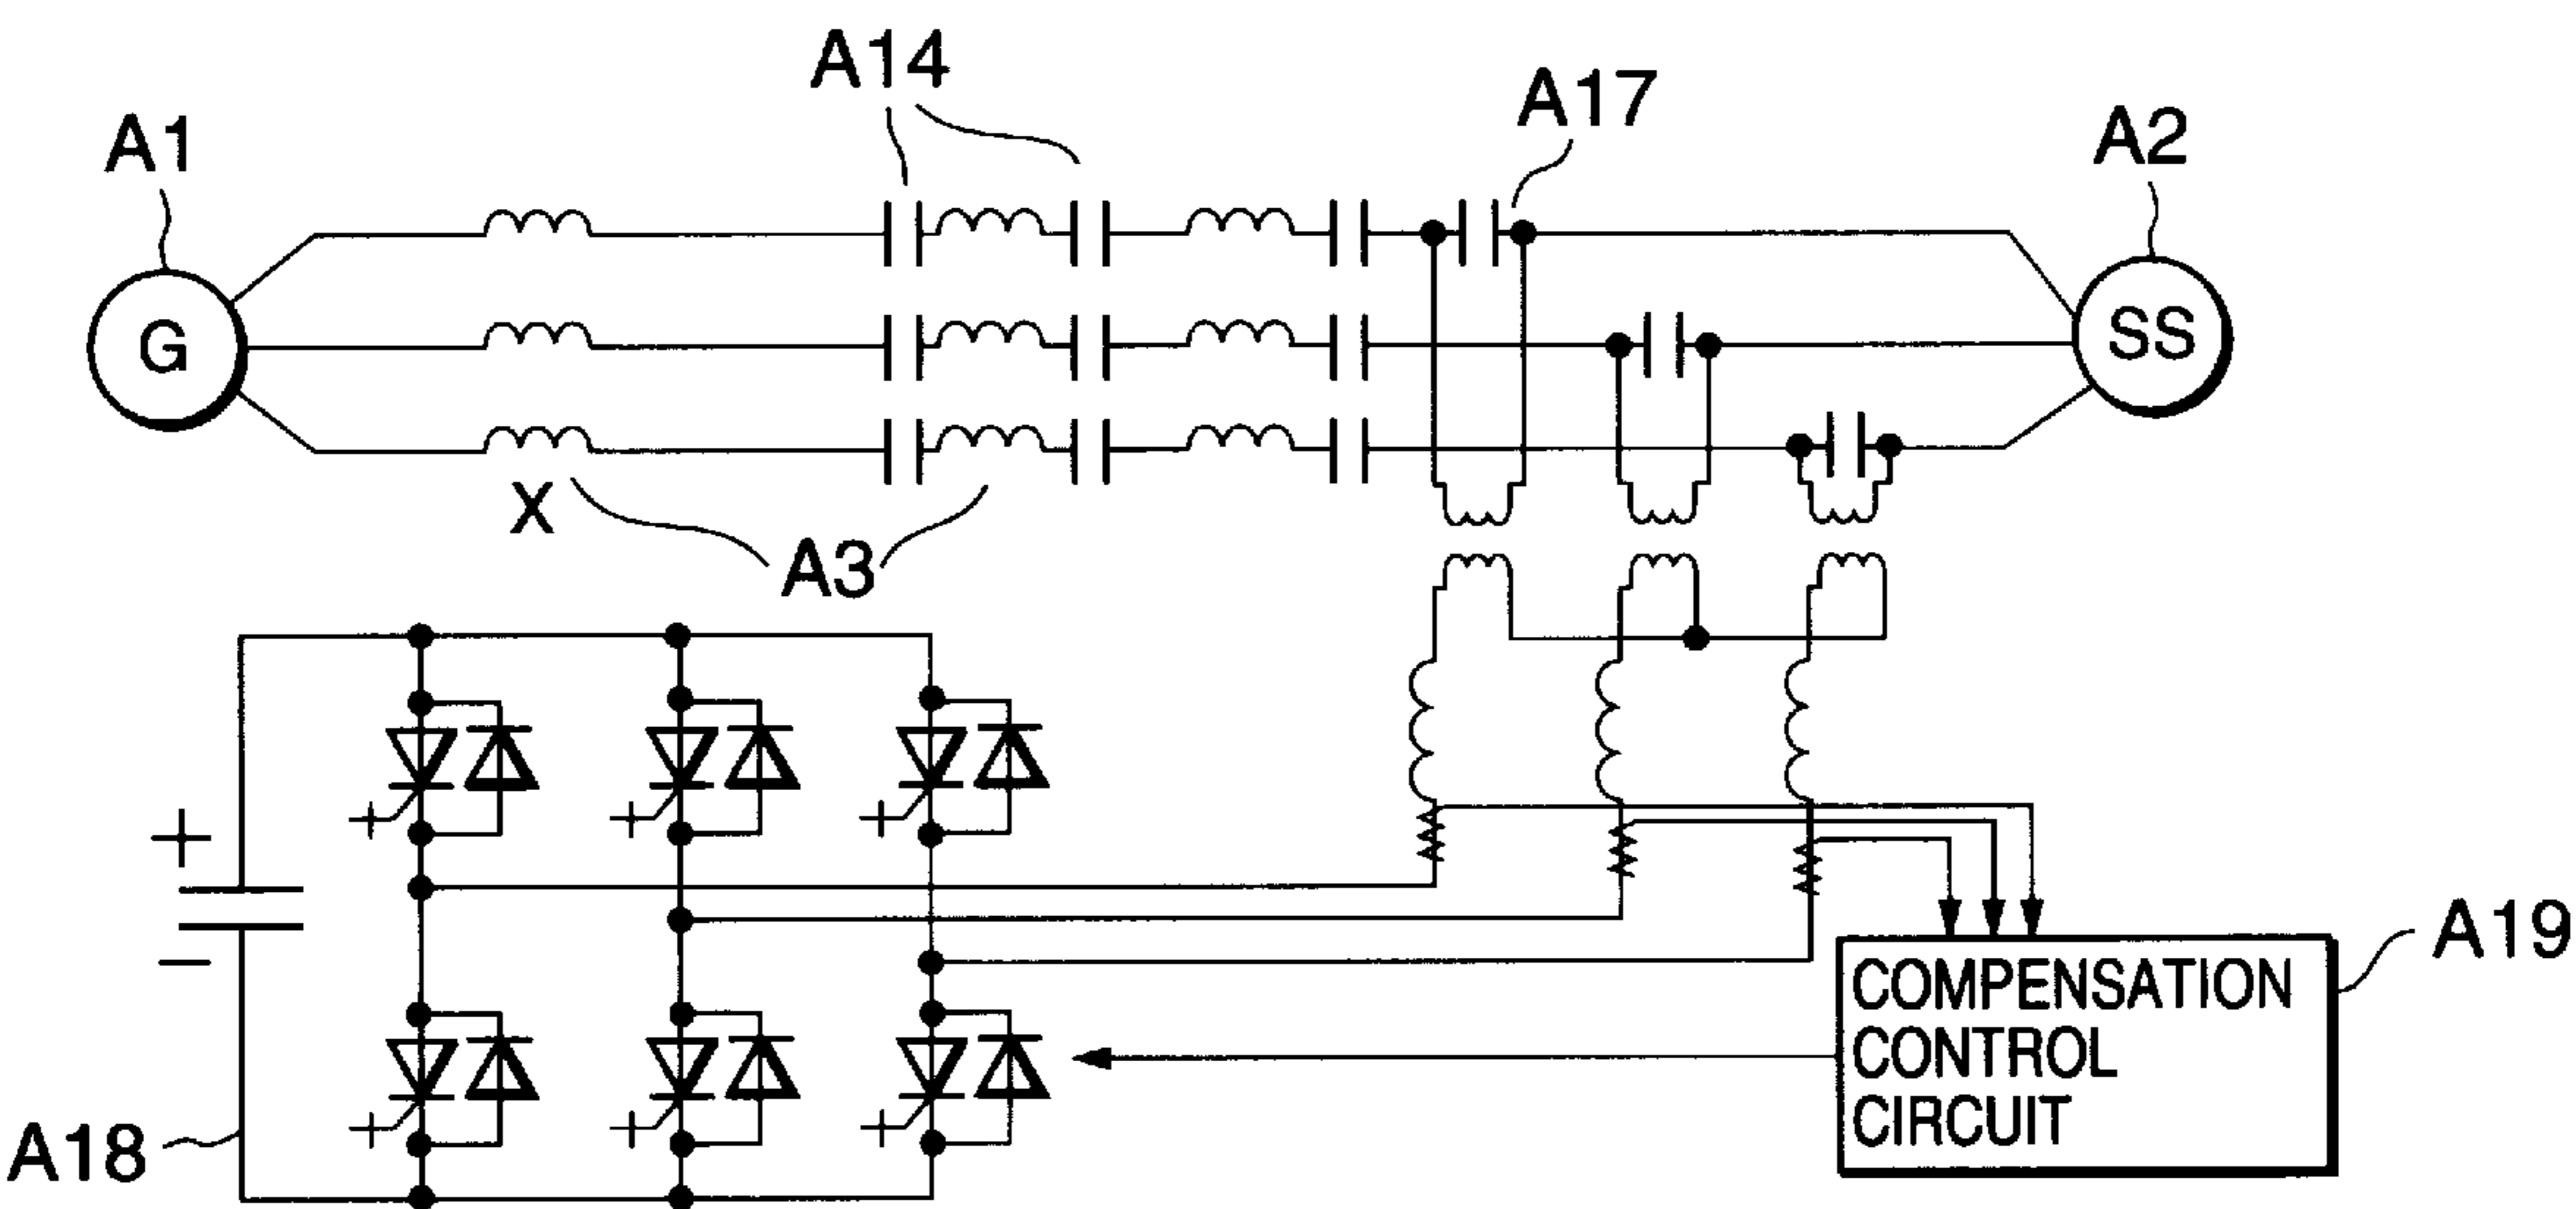 A14
A17
A1
A2
G
SS
X
A3
+
−
A18
A19
COMPENSATION
CONTROL
CIRCUIT